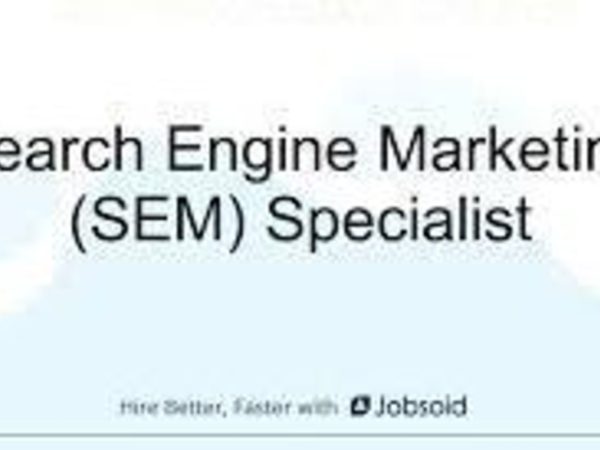 earch Engine Marketin
(SEM) Specialist
Hire Better, Faster with Jobsoid